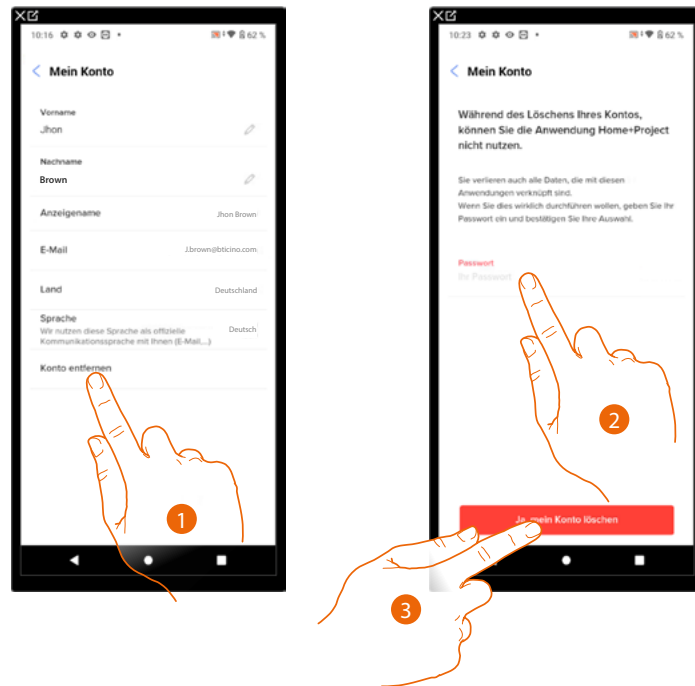 10:16
62 %
Mein Konto
Vorname
Jhon
Nachname
Brown
Anzeigename
Jhon Brown
E-Mail
J.brown@bticino.com
Land
Deutschland
Sprache
Wir nutzen diese Sprache als offizielle
Kommunikationssprache mit Ihnen (E-Mail,...)
Deutsch
Konto entfernen
1
10:23
62 %
Mein Konto
Während des Löschens Ihres Kontos,
können Sie die Anwendung Home+Project
nicht nutzen.
Sie verlieren auch alle Daten, die mit diesen
Anwendungen verknüpft sind.
Wenn Sie dies wirklich durchführen wollen, geben Sie Ihr
Passwort ein und bestätigen Sie Ihre Auswahl.
Passwort
Ihr Passwort
2
Ja, mein Konto löschen
3